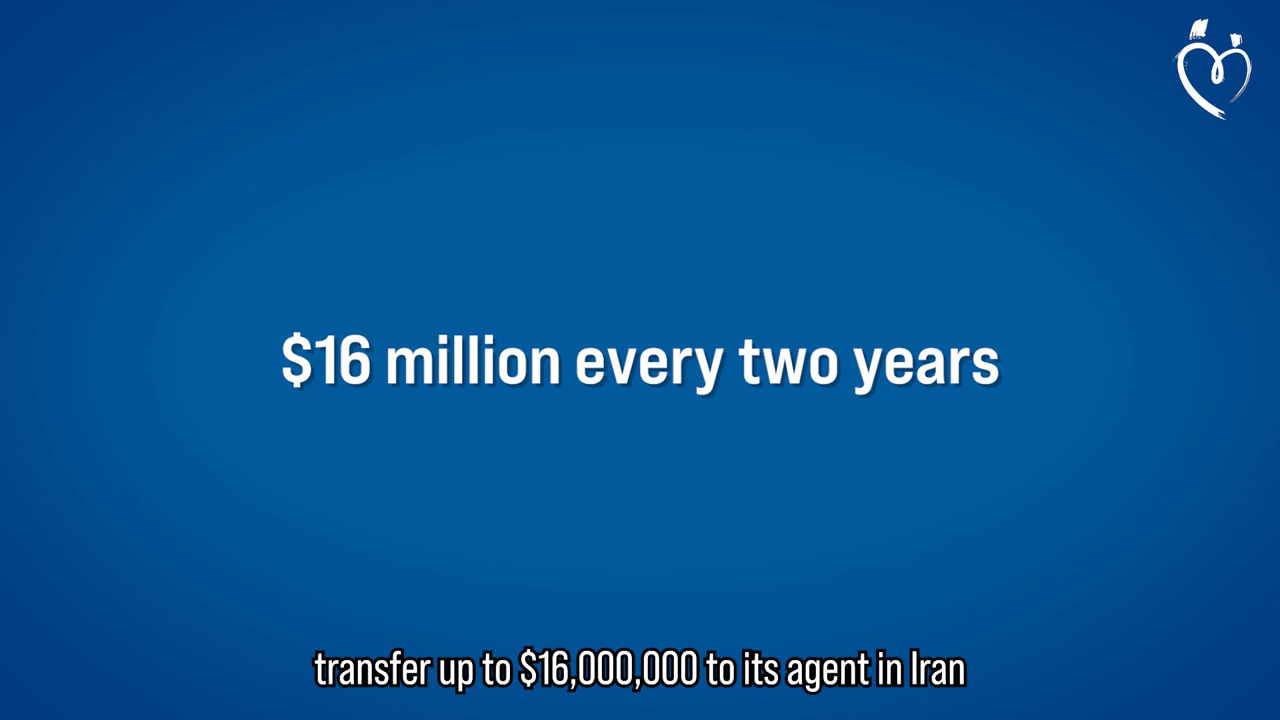 $16 million every two years
transfer up to $16,000,000 to its agent in Iran